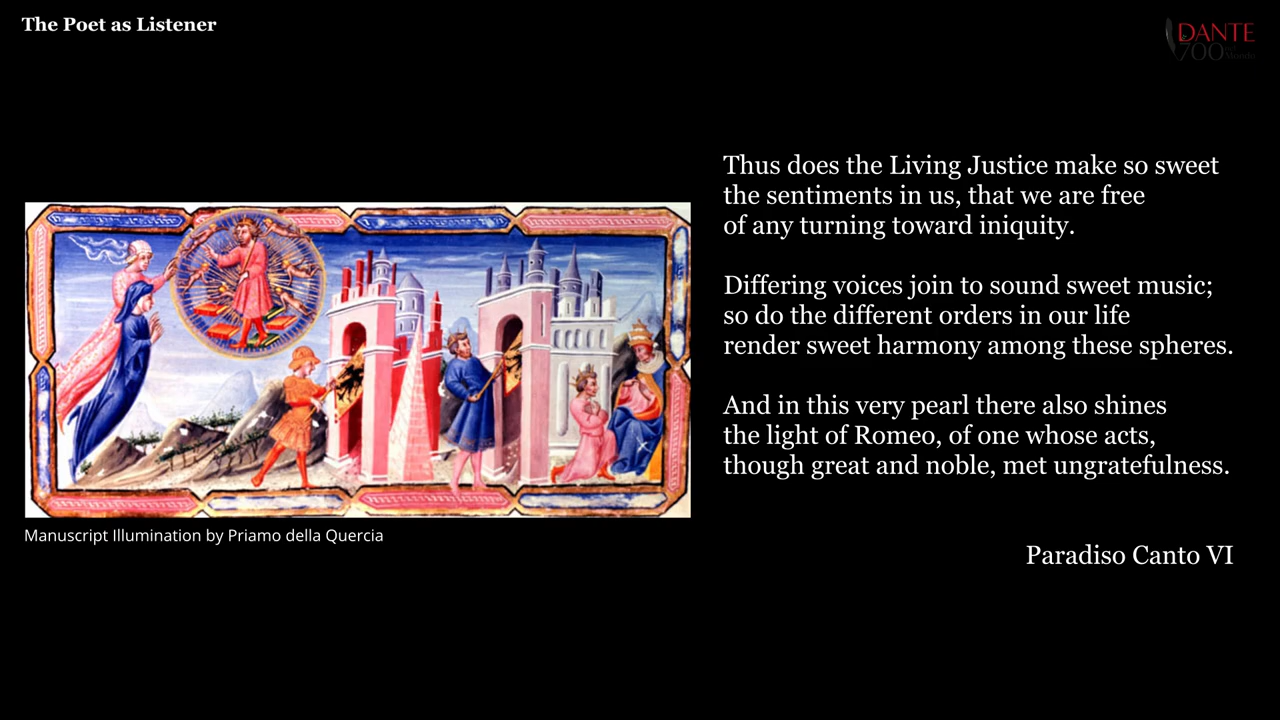 The Poet as Listener
DANTE
700
Thus does the Living Justice make so sweet
the sentiments in us, that we are free
of any turning toward iniquity.
Differing voices join to sound sweet music;
so do the different orders in our life
render sweet harmony among these spheres.
And in this very pearl there also shines
the light of Romeo, of one whose acts,
though great and noble, met ungratefulness.
Manuscript Illumination by Priamo della Quercia
Paradiso Canto VI